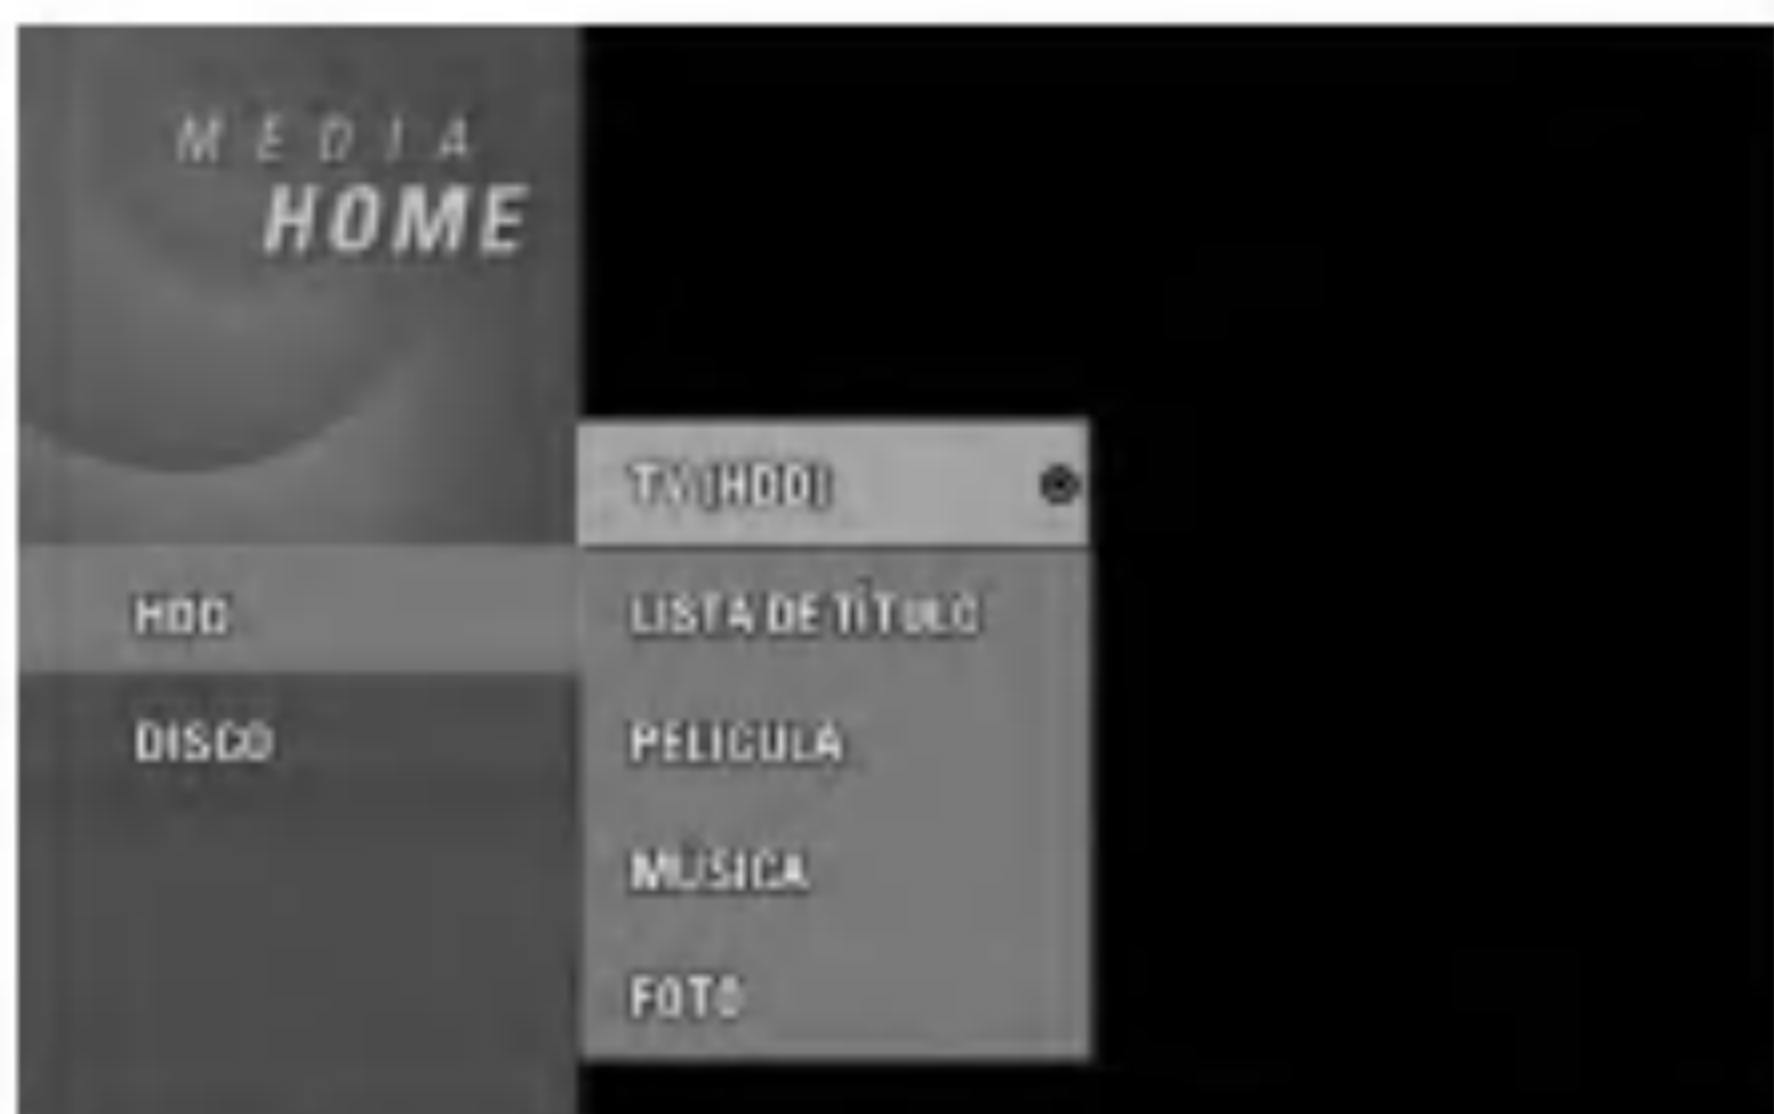 MEDIA
HOME
HDD
DISCO
TV (HDD)
LISTA DE TÍTULO
PELICULA
MUSICA
FOTO